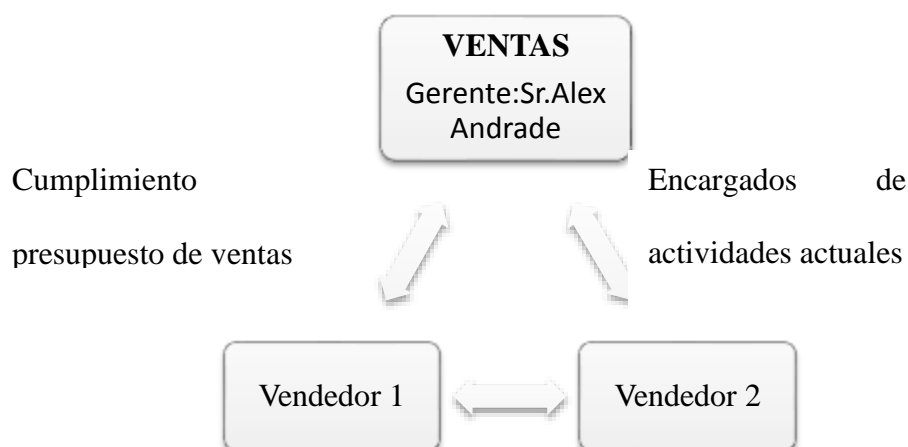 VENTAS
Gerente:Sr.Alex
Andrade
Cumplimiento
presupuesto de ventas
Encargados de
actividades actuales
Vendedor 1
Vendedor 2